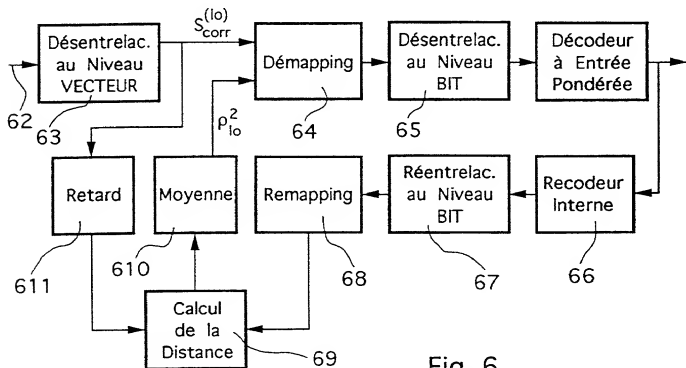 Désentrelac.
au Niveau
VECTEUR
S(io)corr
Démapping
Désentrelac.
au Niveau
BIT
Décodeur
à Entrée
Pondérée
62
63
64
65
ρ²io
Retard
Moyenne
Remapping
Réentrelac.
au Niveau
BIT
Recodeur
Interne
611
610
68
67
66
Calcul
de la
Distance
69
Fig. 6